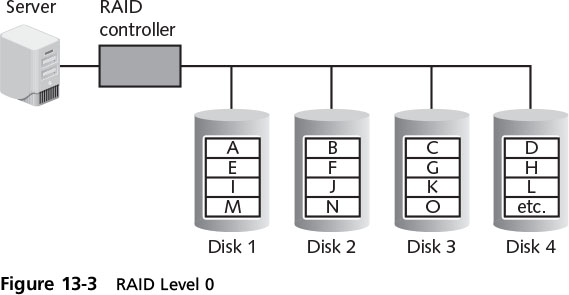 Server
RAID
controller
A
E
I
M
B
F
J
N
C
G
K
O
D
H
L
etc.
Disk 1
Disk 2
Disk 3
Disk 4
Figure 13-3 RAID Level 0